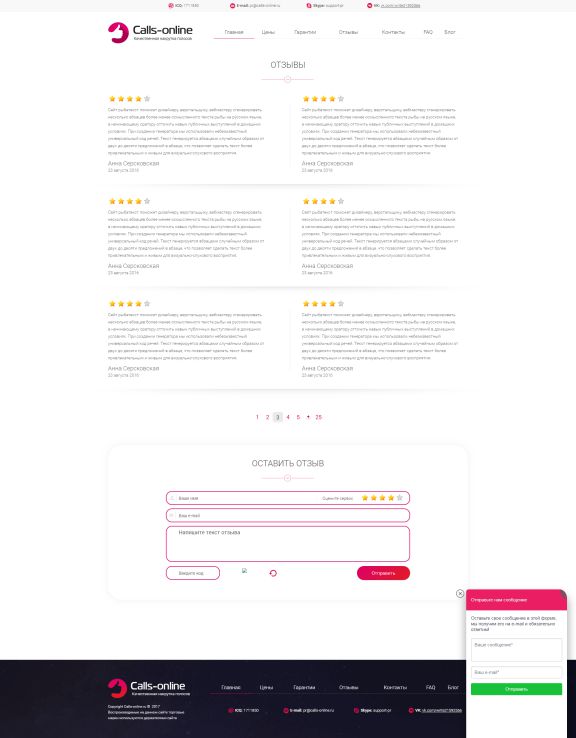 ICQ: 1711930
E-mail: pr@calls-online.ru
Skype: support-pr
VK: vk.com/write
Calls-online
Качественная накрутка голосов
Главная
Цены
Гарантии
Отзывы
Контакты
FAQ
Блог
ОТЗЫВЫ
Сайт рыбатекст поможет дизайнеру, верстальщику, вебмастеру сгенерировать
несколько абзацев более менее осмысленного текста рыбы на русском языке,
а начинающему оратору отточить навык публичных выступлений в домашних
условиях. При создании генератора мы использовали небезизвестный
универсальный код речей. Текст генерируется абзацами случайным образом от
двух до десяти предложений в абзаце, что позволяет сделать текст более
привлекательным и живым для визуально-слухового восприятия.
Анна Серсковская
23 августа 2016
Сайт рыбатекст поможет дизайнеру, верстальщику, вебмастеру сгенерировать
несколько абзацев более менее осмысленного текста рыбы на русском языке,
а начинающему оратору отточить навык публичных выступлений в домашних
условиях. При создании генератора мы использовали небезизвестный
универсальный код речей. Текст генерируется абзацами случайным образом от
двух до десяти предложений в абзаце, что позволяет сделать текст более
привлекательным и живым для визуально-слухового восприятия.
Анна Серсковская
23 августа 2016
Сайт рыбатекст поможет дизайнеру, верстальщику, вебмастеру сгенерировать
несколько абзацев более менее осмысленного текста рыбы на русском языке,
а начинающему оратору отточить навык публичных выступлений в домашних
условиях. При создании генератора мы использовали небезизвестный
универсальный код речей. Текст генерируется абзацами случайным образом от
двух до десяти предложений в абзаце, что позволяет сделать текст более
привлекательным и живым для визуально-слухового восприятия.
Анна Серсковская
23 августа 2016
Сайт рыбатекст поможет дизайнеру, верстальщику, вебмастеру сгенерировать
несколько абзацев более менее осмысленного текста рыбы на русском языке,
а начинающему оратору отточить навык публичных выступлений в домашних
условиях. При создании генератора мы использовали небезизвестный
универсальный код речей. Текст генерируется абзацами случайным образом от
двух до десяти предложений в абзаце, что позволяет сделать текст более
привлекательным и живым для визуально-слухового восприятия.
Анна Серсковская
23 августа 2016
Сайт рыбатекст поможет дизайнеру, верстальщику, вебмастеру сгенерировать
несколько абзацев более менее осмысленного текста рыбы на русском языке,
а начинающему оратору отточить навык публичных выступлений в домашних
условиях. При создании генератора мы использовали небезизвестный
универсальный код речей. Текст генерируется абзацами случайным образом от
двух до десяти предложений в абзаце, что позволяет сделать текст более
привлекательным и живым для визуально-слухового восприятия.
Анна Серсковская
23 августа 2016
Сайт рыбатекст поможет дизайнеру, верстальщику, вебмастеру сгенерировать
несколько абзацев более менее осмысленного текста рыбы на русском языке,
а начинающему оратору отточить навык публичных выступлений в домашних
условиях. При создании генератора мы использовали небезизвестный
универсальный код речей. Текст генерируется абзацами случайным образом от
двух до десяти предложений в абзаце, что позволяет сделать текст более
привлекательным и живым для визуально-слухового восприятия.
Анна Серсковская
23 августа 2016
1 2 3 4 5 • 25
ОСТАВИТЬ ОТЗЫВ
Ваше имя
Оцените сервис
Ваш e-mail
Напишите текст отзыва
Введите код
Отправить
Отправьте нам сообщение
Оставьте свое сообщение в этой форме,
мы получим его на e-mail и обязательно
ответим!
Ваше сообщение*
Ваш e-mail*
Отправить
Calls-online
Качественная накрутка голосов
Главная
Цены
Гарантии
Отзывы
Контакты
FAQ
Блог
Copyright Calls-online.ru © 2017
Воспроизводимые на данном сайте торговые
марки используются держателями сайта
ICQ: 1711930
E-mail: pr@calls-online.ru
Skype: support-pr
VK: vk.com/write